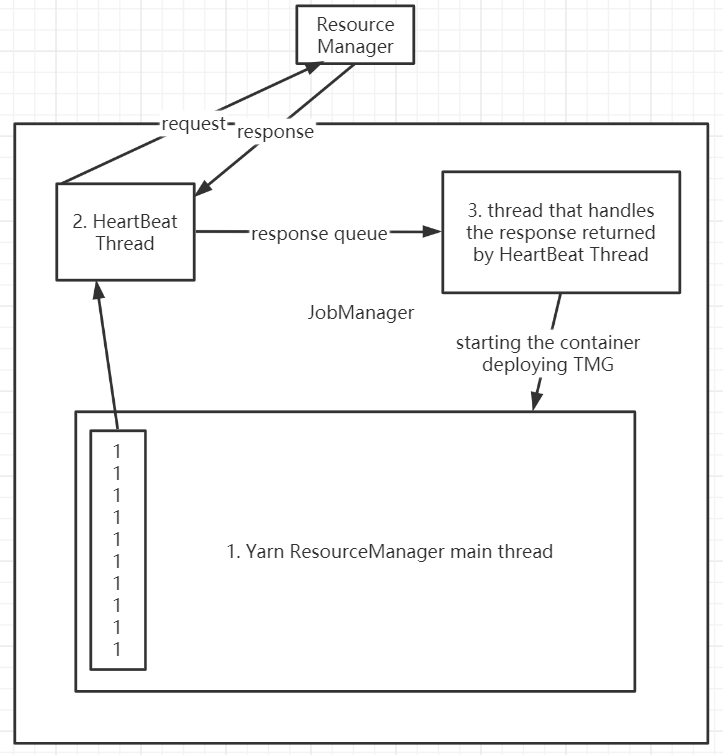 Resource
Manager
request
response
2. HeartBeat
Thread
response queue
3. thread that handles
the response returned
by HeartBeat Thread
JobManager
starting the container
deploying TMG
1
1
1
1
1
1
1
1
1
1
1. Yarn ResourceManager main thread